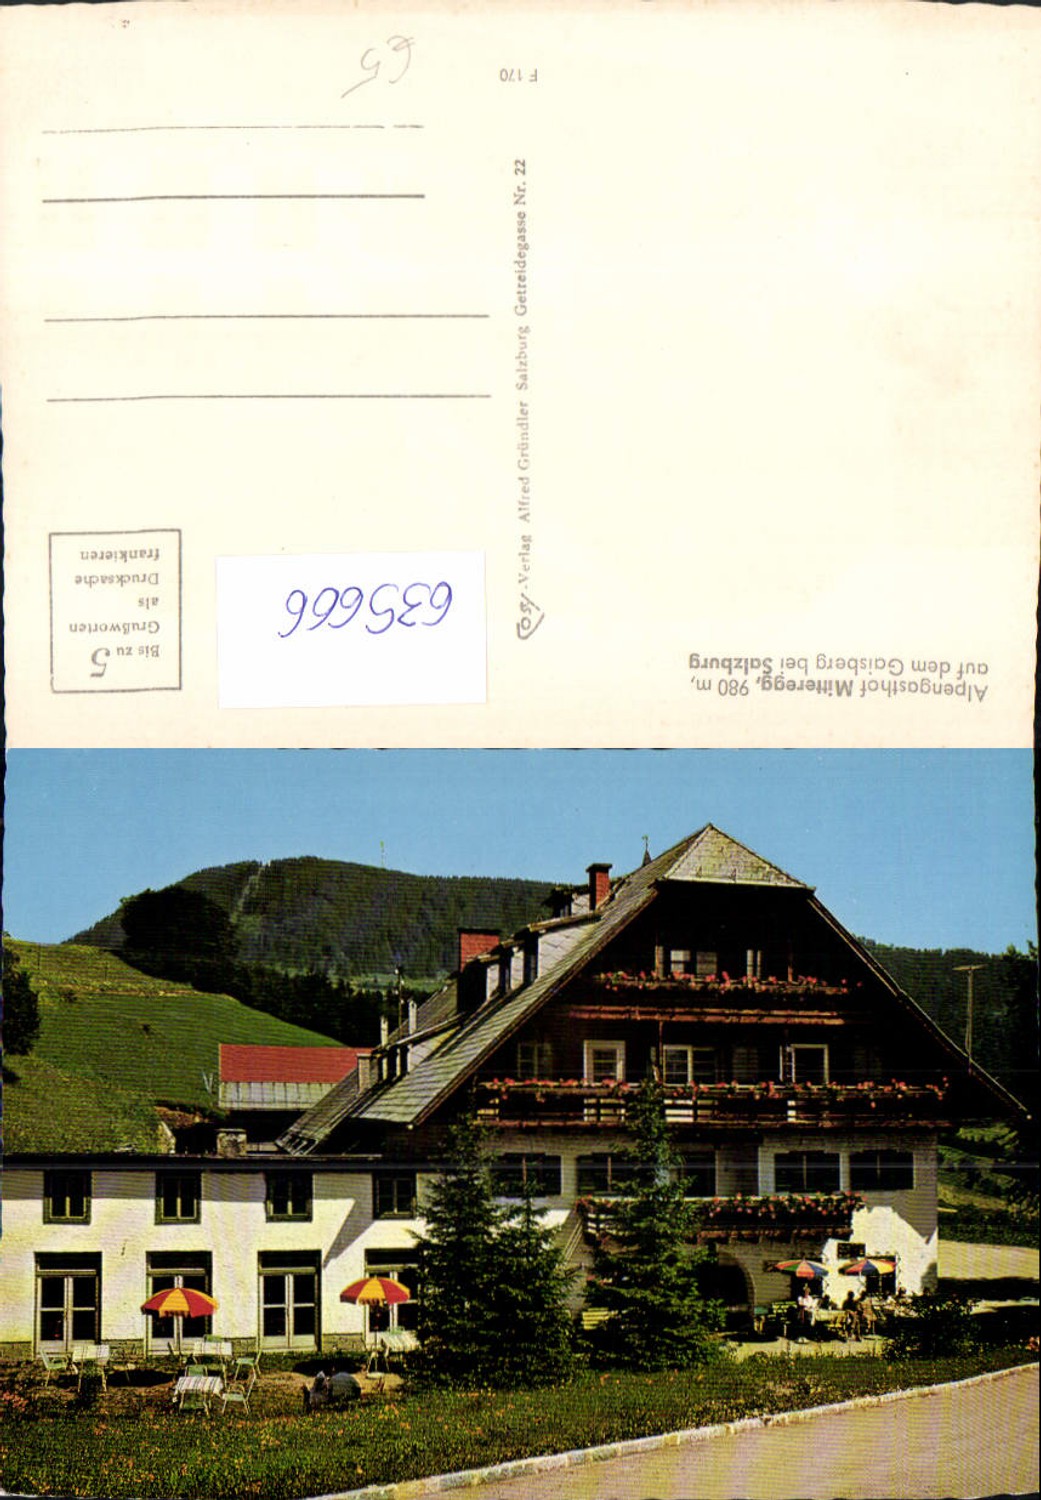 Alpengasthof Mitteregg, 980 m,
auf dem Gaisberg bei Salzburg
Cosy-Verlag Alfred Gründler Salzburg Getreidegasse Nr. 22
Bis zu 5
Grußworten
als
Drucksache
frankieren
635666
F 170